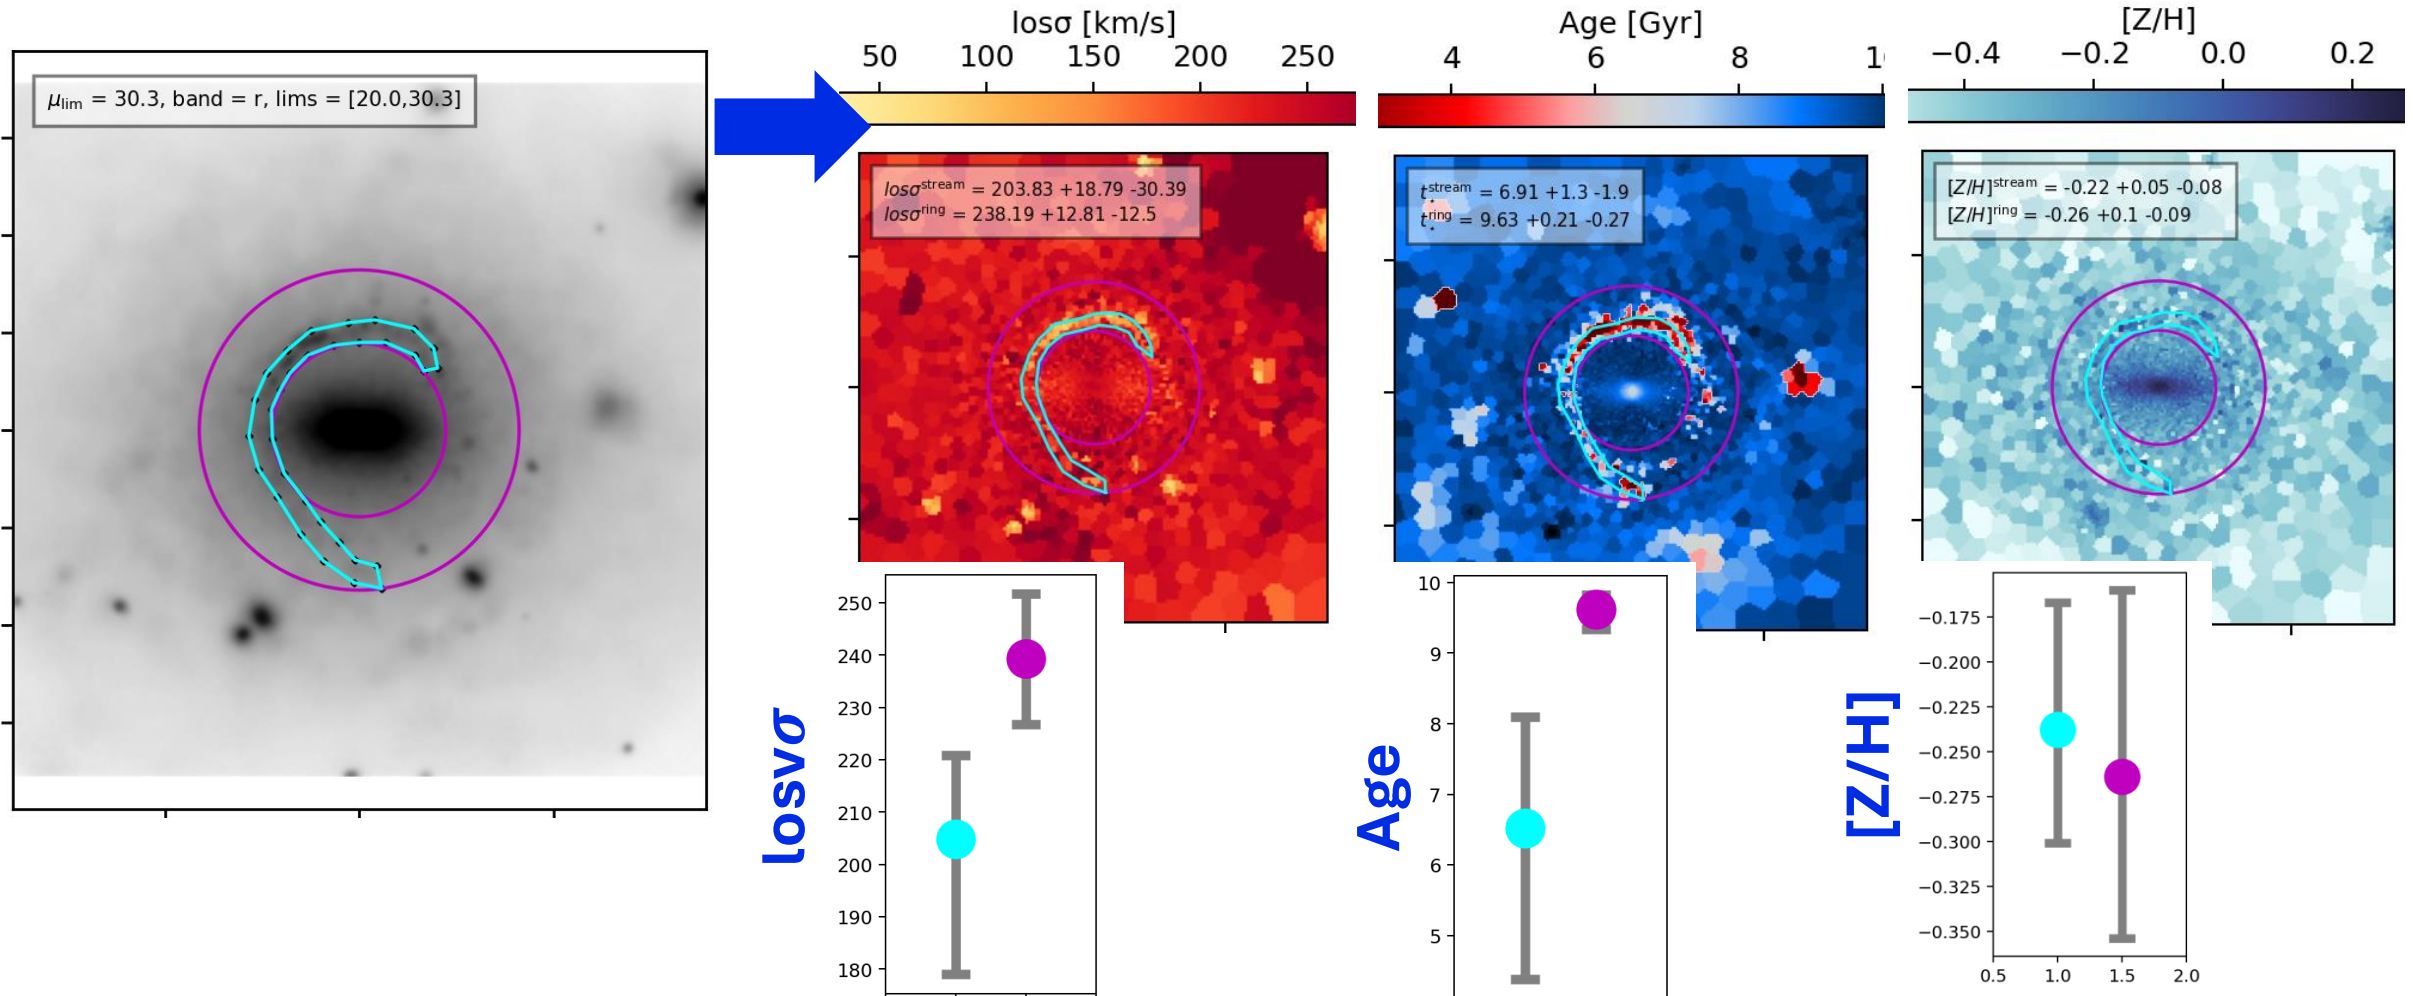 μlim = 30.3, band = r, lims = [20.0,30.3]
losσ [km/s]
50 100 150 200 250
losσstream = 203.83 +18.79 -30.39
losσring = 238.19 +12.81 -12.5
Age [Gyr]
4 6 8
t⋆stream = 6.91 +1.3 -1.9
t⋆ring = 9.63 +0.21 -0.27
[Z/H]
−0.4 −0.2 0.0 0.2
[Z/H]stream = -0.22 +0.05 -0.08
[Z/H]ring = -0.26 +0.1 -0.09
losvσ
250
240
230
220
210
200
190
180
Age
10
9
8
7
6
5
[Z/H]
−0.175
−0.200
−0.225
−0.250
−0.275
−0.300
−0.325
−0.350
0.5 1.0 1.5 2.0